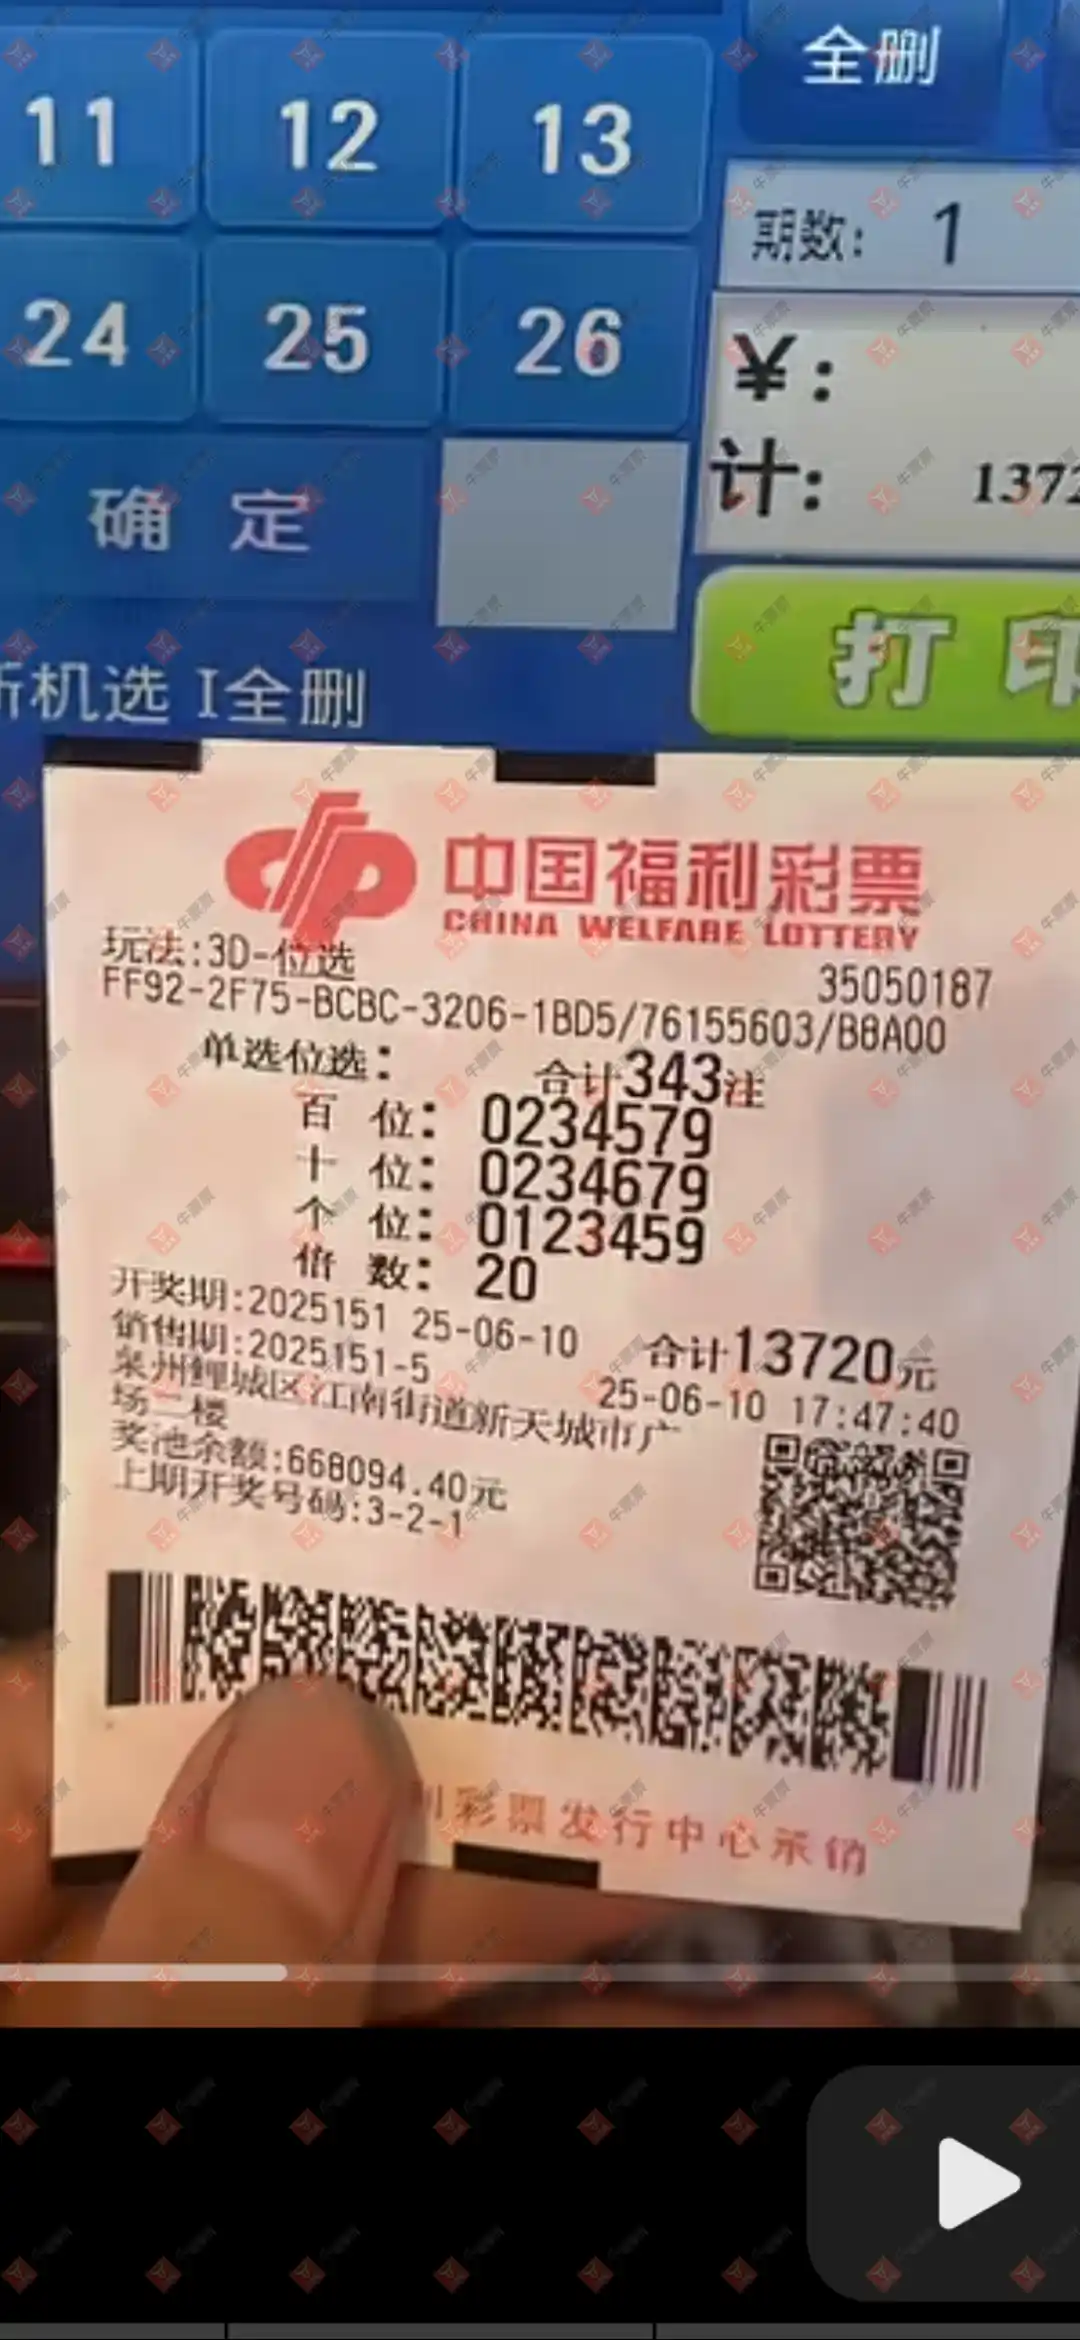 全删
11 12 13
期数: 1
24 25 26
¥:
计: 1372
确 定
打 印
机选 I全删
中国福利彩票
CHINA WELFARE LOTTERY
玩法:3D-位选
35050187
FF92-2F75-BCBC-3206-1BD5/76155603/B8A00
单选位选: 合计343注
百 位: 0234579
十 位: 0234679
个 位: 0123459
倍 数: 20
开奖期:2025151 25-06-10 合计13720元
销售期:2025151-5 25-06-10 17:47:40
泉州鲤城区江南街道新天城市广
场二楼
奖池余额:668094.40元
上期开奖号码:3-2-1
彩票发行中心承销